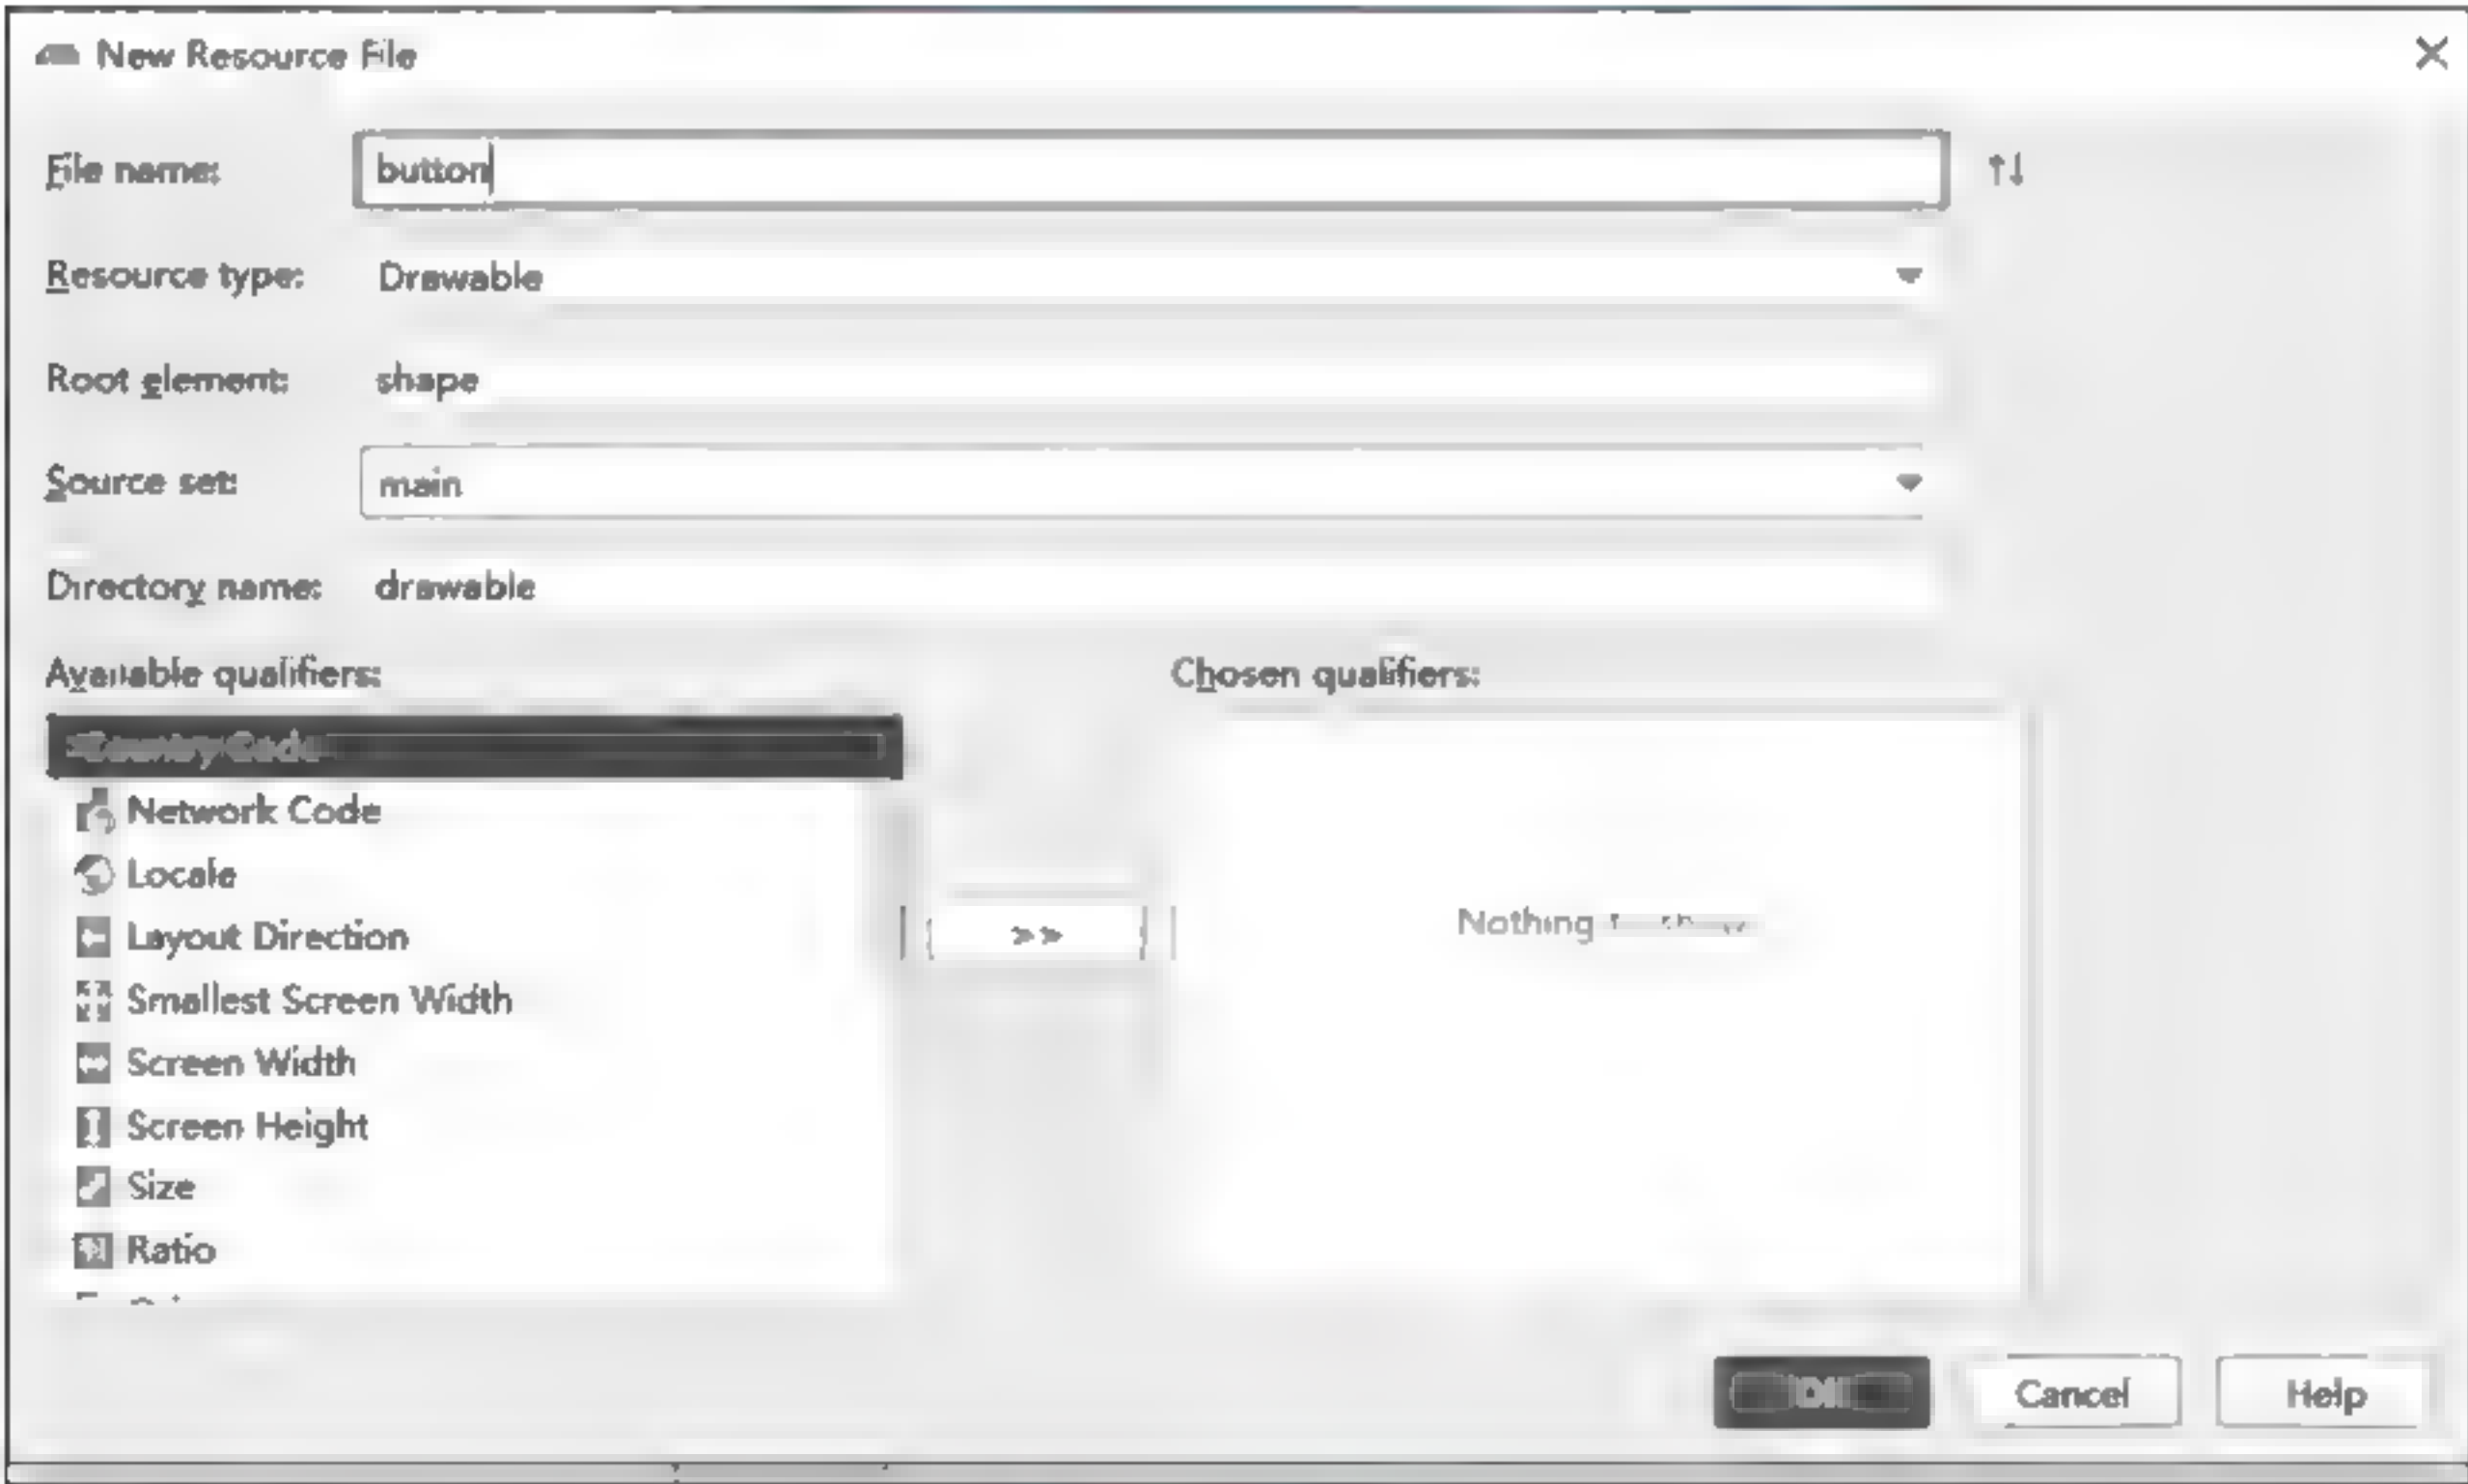 New Resource File
File name: button
Resource type: Drawable
Root element: shape
Source set: main
Directory name: drawable
Available qualifiers: Chosen qualifiers:
Country Code
Network Code
Locale
Layout Direction
Smallest Screen Width
Screen Width
Screen Height
Size
Ratio
>>
Nothing
Cancel Help